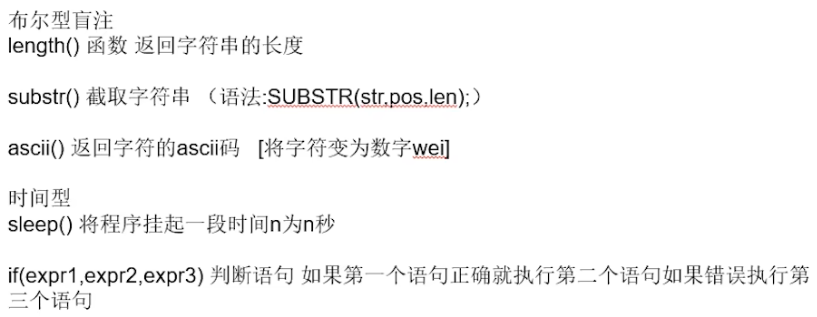 布尔型盲注
length() 函数 返回字符串的长度
substr() 截取字符串 （语法:SUBSTR(str,pos,len);）
ascii() 返回字符的ascii码 [将字符变为数字wei]
时间型
sleep() 将程序挂起一段时间n为n秒
if(expr1,expr2,expr3) 判断语句 如果第一个语句正确就执行第二个语句如果错误执行第
三个语句